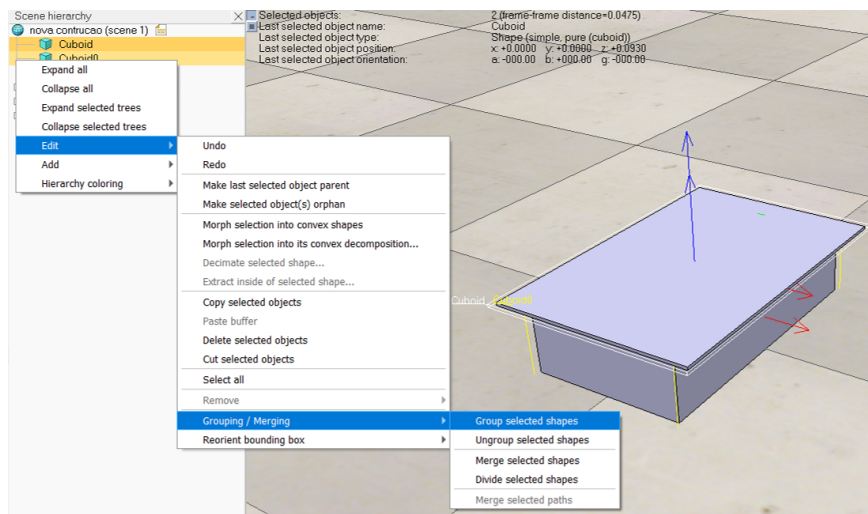 Scene hierarchy
nova contrucao (scene 1)
Cuboid
Cuboid0
Expand all
Collapse all
Expand selected trees
Collapse selected trees
Edit
Add
Hierarchy coloring
Undo
Redo
Make last selected object parent
Make selected object(s) orphan
Morph selection into convex shapes
Morph selection into its convex decomposition...
Decimate selected shape...
Extract inside of selected shape...
Copy selected objects
Paste buffer
Delete selected objects
Cut selected objects
Select all
Remove
Grouping / Merging
Reorient bounding box
Group selected shapes
Ungroup selected shapes
Merge selected shapes
Divide selected shapes
Merge selected paths
Selected objects: 2 (frame-frame distance=0.0475)
Last selected object name: Cuboid
Last selected object type: Shape (simple, pure (cuboid))
Last selected object position: x: +0.0000 y: +0.0000 z: +0.0930
Last selected object orientation: a: -000.00 b: +000.00 g: -000.00
Cuboid